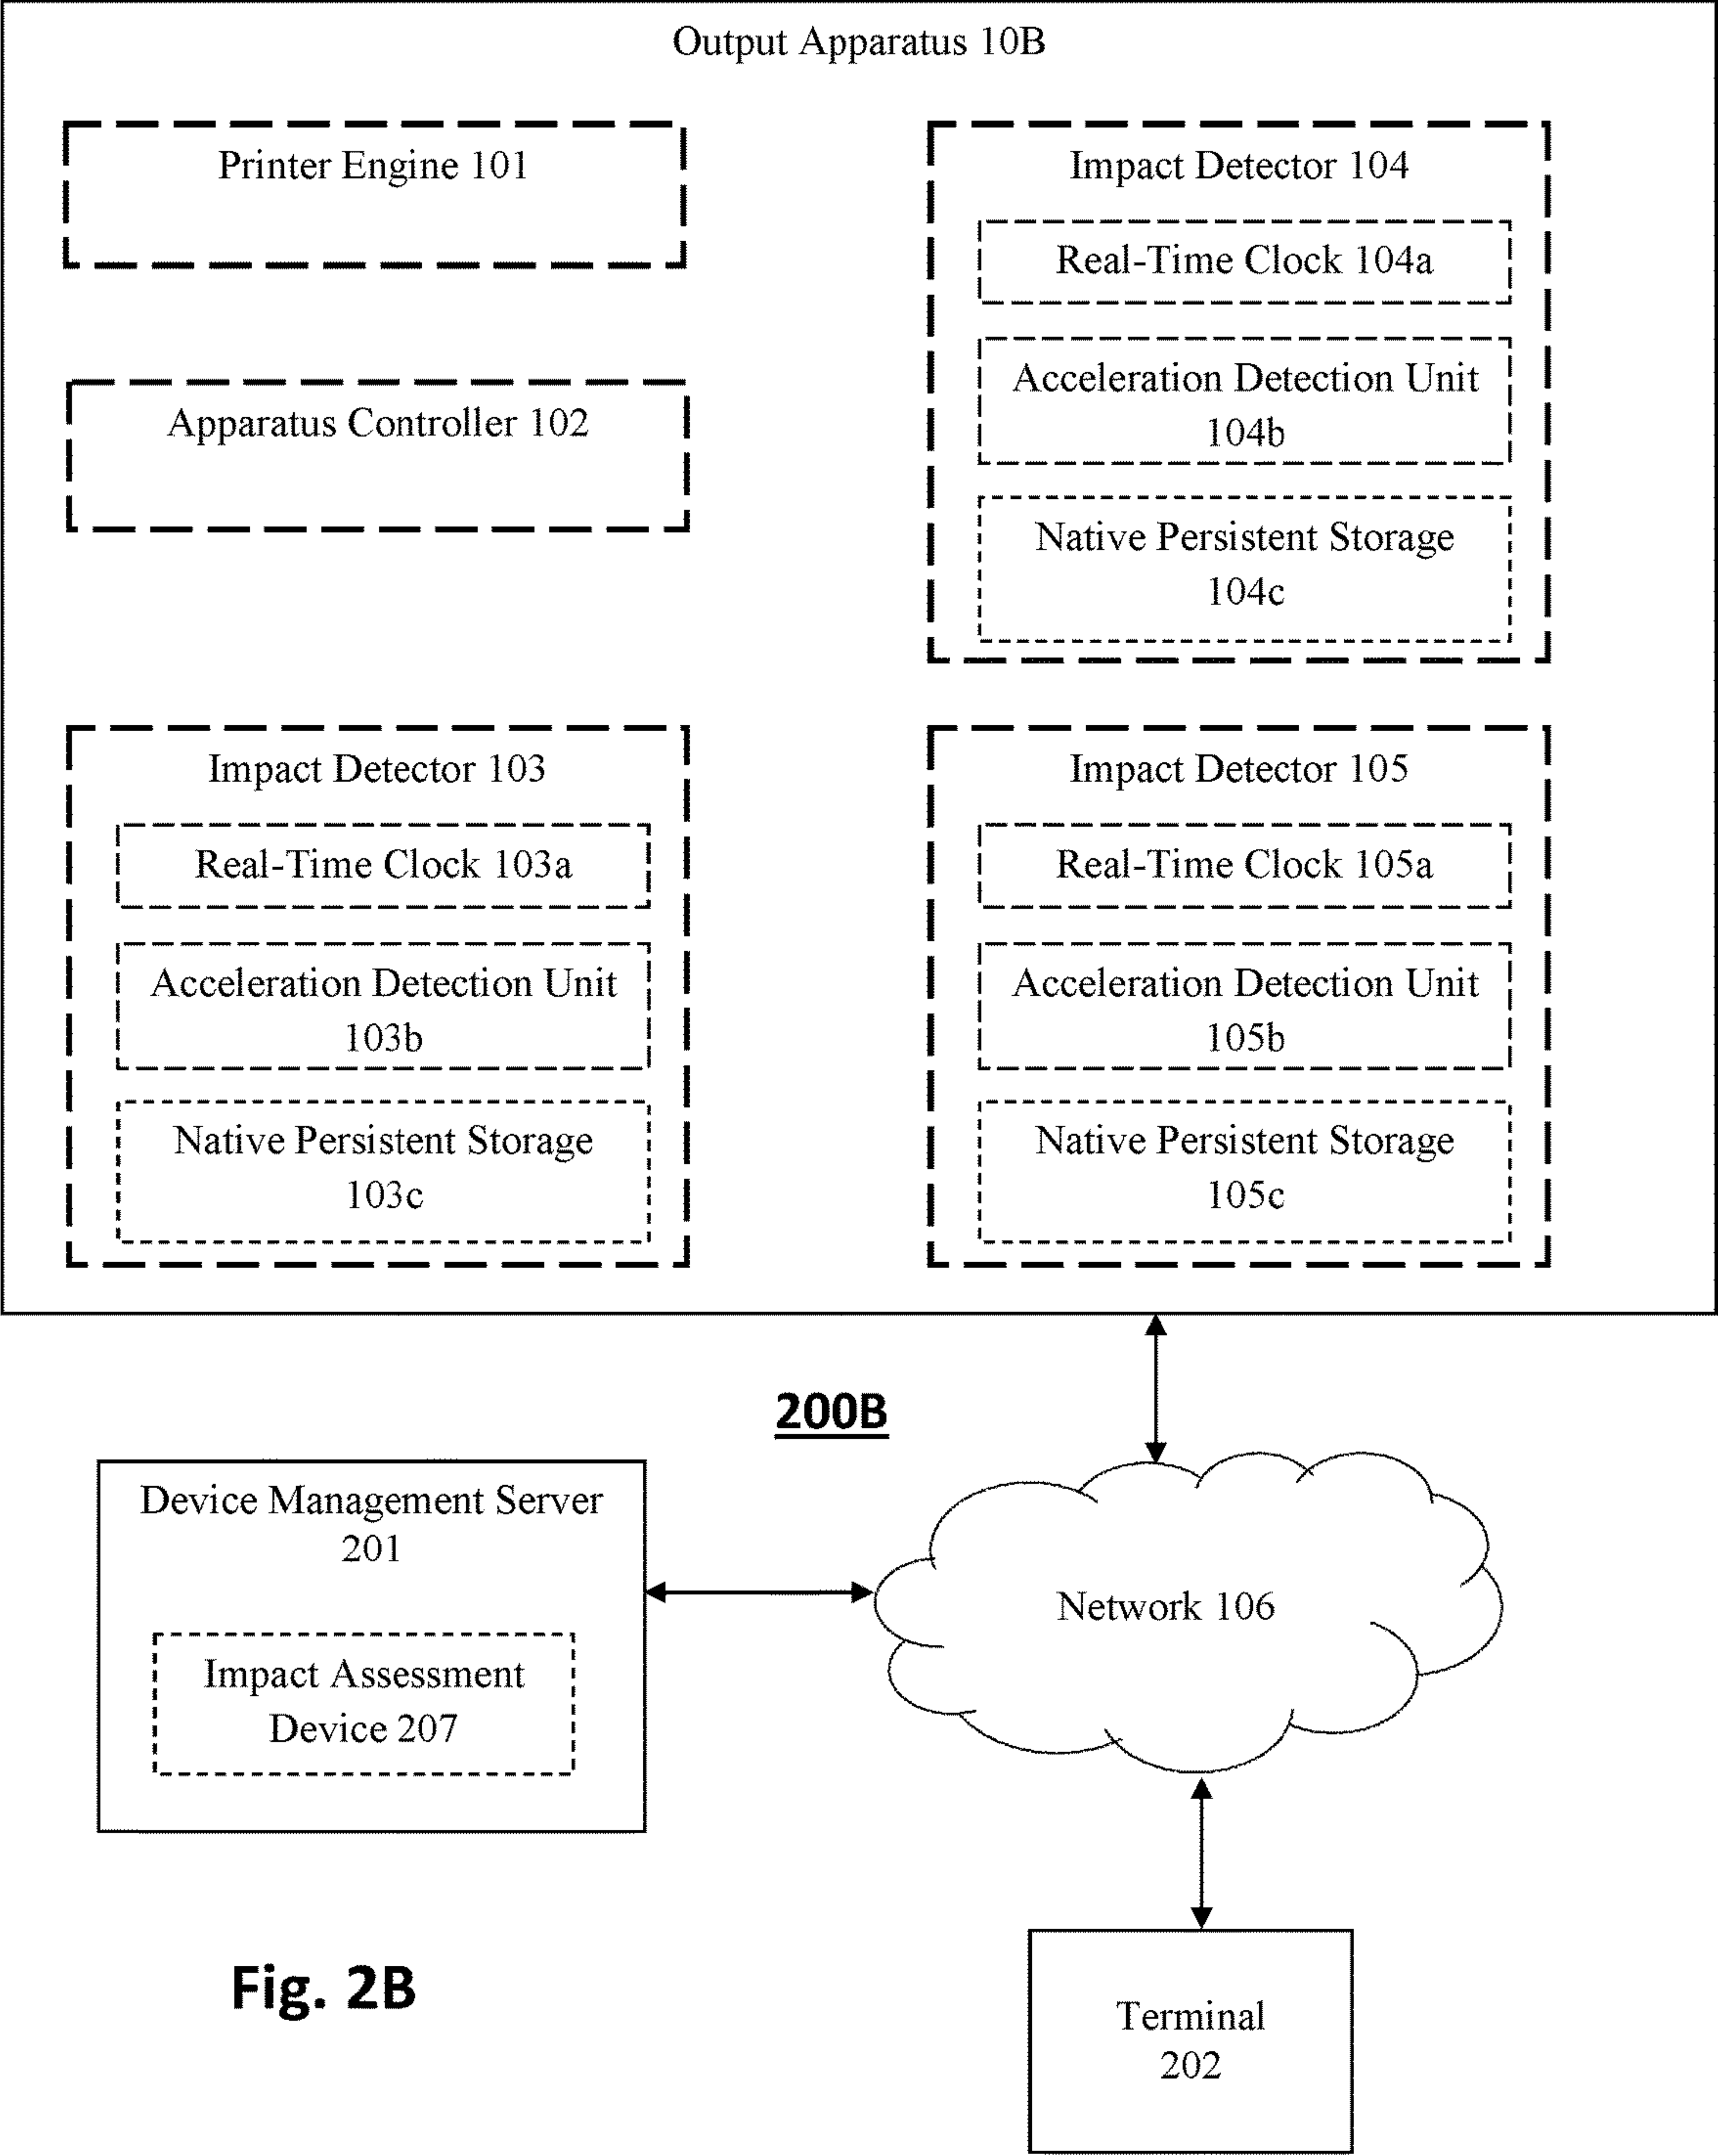 Output Apparatus 10B
Printer Engine 101
Apparatus Controller 102
Impact Detector 104
Real-Time Clock 104a
Acceleration Detection Unit
104b
Native Persistent Storage
104c
Impact Detector 103
Real-Time Clock 103a
Acceleration Detection Unit
103b
Native Persistent Storage
103c
Impact Detector 105
Real-Time Clock 105a
Acceleration Detection Unit
105b
Native Persistent Storage
105c
200B
Device Management Server
201
Impact Assessment
Device 207
Network 106
Terminal
202
Fig. 2B